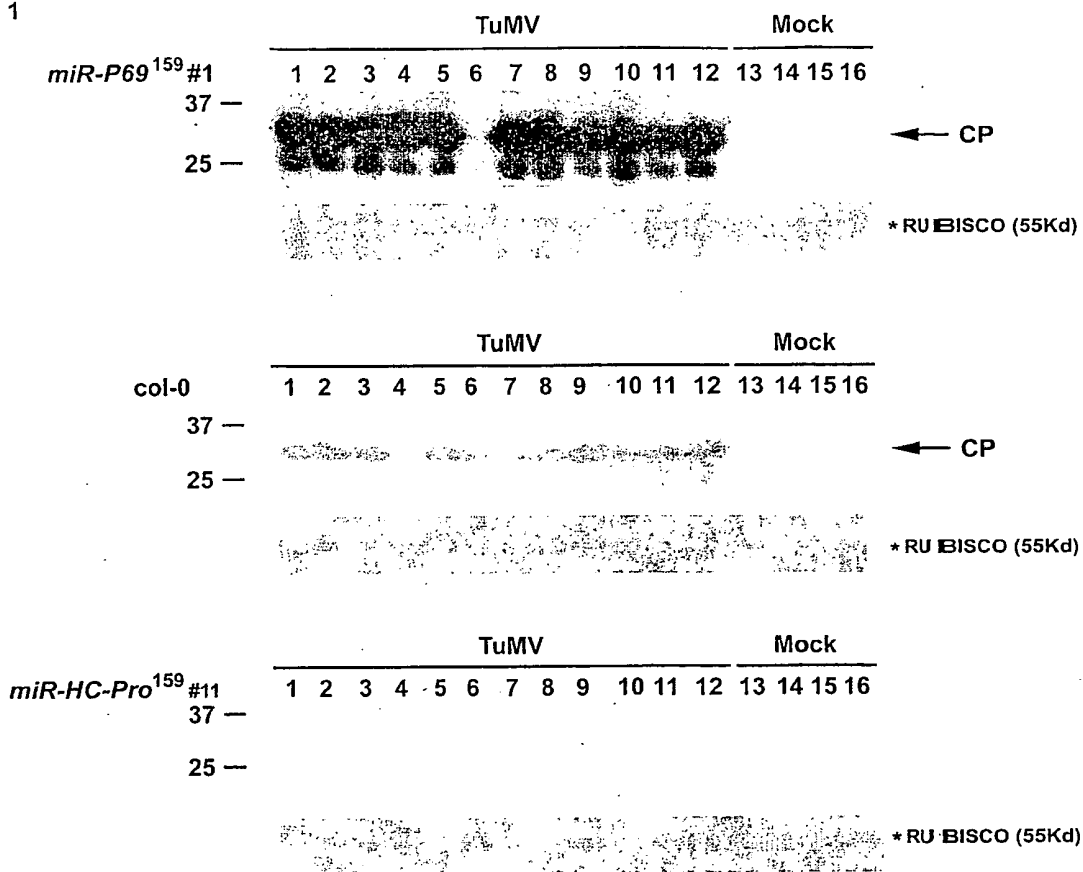 1
TuMV Mock
miR-P69¹⁵⁹ #1 1 2 3 4 5 6 7 8 9 10 11 12 13 14 15 16
37 —
← CP
25 —
* RUBISCO (55Kd)
TuMV Mock
col-0 1 2 3 4 5 6 7 8 9 10 11 12 13 14 15 16
37 —
← CP
25 —
* RUBISCO (55Kd)
TuMV Mock
miR-HC-Pro¹⁵⁹ #11 1 2 3 4 5 6 7 8 9 10 11 12 13 14 15 16
37 —
25 —
* RUBISCO (55Kd)